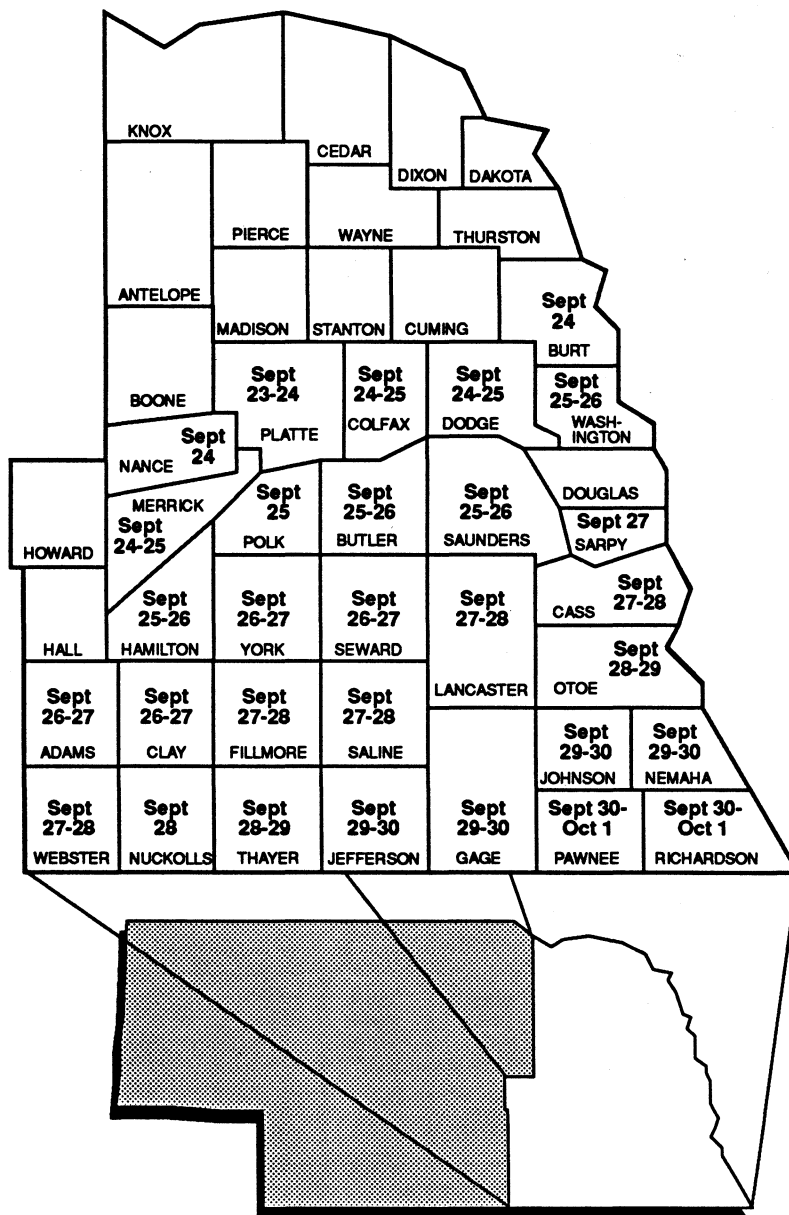 KNOX
CEDAR
DIXON
DAKOTA
PIERCE
WAYNE
THURSTON
ANTELOPE
MADISON
STANTON
CUMING
Sept
24
BURT
BOONE
Sept
23-24
PLATTE
Sept
24-25
COLFAX
Sept
24-25
DODGE
Sept
25-26
WASH-
INGTON
Sept
24
NANCE
MERRICK
Sept
24-25
HOWARD
Sept
25
POLK
Sept
25-26
BUTLER
Sept
25-26
SAUNDERS
DOUGLAS
Sept 27
SARPY
HALL
Sept
25-26
HAMILTON
Sept
26-27
YORK
Sept
26-27
SEWARD
Sept
27-28
LANCASTER
CASS
Sept
27-28
Sept
28-29
OTOE
Sept
26-27
ADAMS
Sept
26-27
CLAY
Sept
27-28
FILLMORE
Sept
27-28
SALINE
Sept
29-30
JOHNSON
Sept
29-30
NEMAHA
Sept
27-28
WEBSTER
Sept
28
NUCKOLLS
Sept
28-29
THAYER
Sept
29-30
JEFFERSON
Sept
29-30
GAGE
Sept 30-
Oct 1
PAWNEE
Sept 30-
Oct 1
RICHARDSON